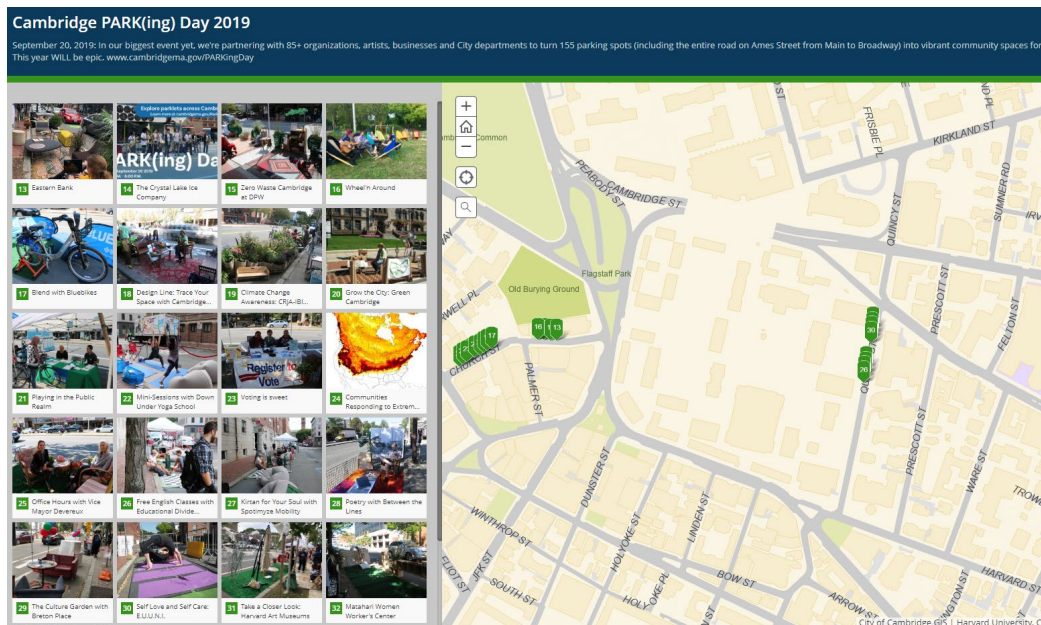 Cambridge PARK(ing) Day 2019
September 20, 2019: In our biggest event yet, we're partnering with 85+ organizations, artists, businesses and City departments to turn 155 parking spots (including the entire road on Ames Street from Main to Broadway) into vibrant community spaces for
This year WILL be epic. www.cambridgema.gov/PARKingDay
13 Eastern Bank
Explore parklets across Camb
ARK(ing) Da
14 The Crystal Lake Ice
Company
15 Zero Waste Cambridge
at DPW
16 Wheel'n Around
BLUE
17 Blend with Bluebikes
18 Design Line: Trace Your
Space with Cambridge...
19 Climate Change
Awareness: CRJA-IBI...
20 Grow the City: Green
Cambridge
21 Playing in the Public
Realm
22 Mini-Sessions with Down
Under Yoga School
Register to
Vote
23 Voting is sweet
24 Communities
Responding to Extrem...
25 Office Hours with Vice
Mayor Devereux
26 Free English Classes with
Educational Divide...
27 Kirtan for Your Soul with
Spotimyze Mobility
28 Poetry with Between the
Lines
29 The Culture Garden with
Breton Place
30 Self Love and Self Care:
E.U.U.N.I.
31 Take a Closer Look:
Harvard Art Museums
32 Matahari Women
Worker's Center
+
−
Common
PEABODY ST
CAMBRIDGE ST
KIRKLAND ST
FRISBIE PL
SUMNER RD
QUINCY ST
PRESCOTT ST
FELTON ST
Flagstaff Park
Old Burying Ground
17
16
13
30
26
CHURCH ST
PALMER ST
PRESCOTT ST
WARE ST
DUNSTER ST
WINTHROP ST
HOLYOKE ST
LINDEN ST
JFK ST
ELIOT ST
SOUTH ST
HOLYOKE PL
BOW ST
ARROW ST
HARVARD ST
City of Cambridge GIS | Harvard University, C